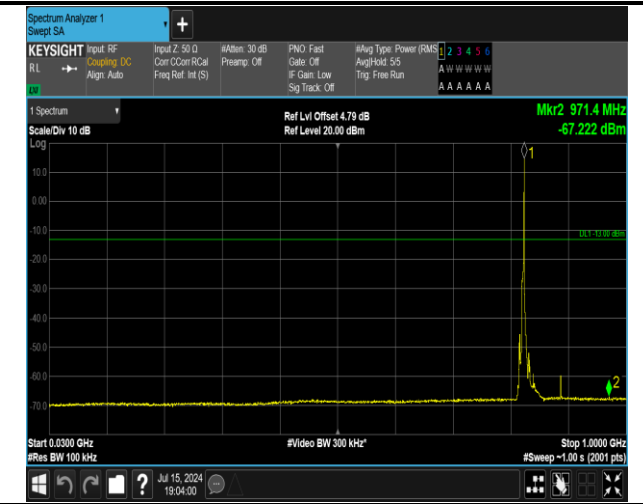 Spectrum Analyzer 1
Swept SA
+
KEYSIGHT
RL
Input: RF
Coupling: DC
Align: Auto
Input Z: 50 Ω
Corr CCorr RCal
Freq Ref: Int (S)
#Atten: 30 dB
Preamp: Off
PNO: Fast
Gate: Off
IF Gain: Low
Sig Track: Off
#Avg Type: Power (RMS
Avg|Hold: 5/5
Trig: Free Run
1 2 3 4 5 6
A W W W W W
A A A A A A
1 Spectrum
Scale/Div 10 dB
Log
Ref Lvl Offset 4.79 dB
Ref Level 20.00 dBm
Mkr2 971.4 MHz
-67.222 dBm
1
10.0
0.00
-10.0
DL1 -13.00 dBm
-20.0
-30.0
-40.0
-50.0
-60.0
2
-70.0
Start 0.0300 GHz
#Res BW 100 kHz
#Video BW 300 kHz*
Stop 1.0000 GHz
#Sweep ~1.00 s (2001 pts)
?
Jul 15, 2024
19:04:00